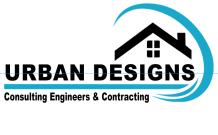 URBAN DESIGNS
Consulting Engineers & Contracting